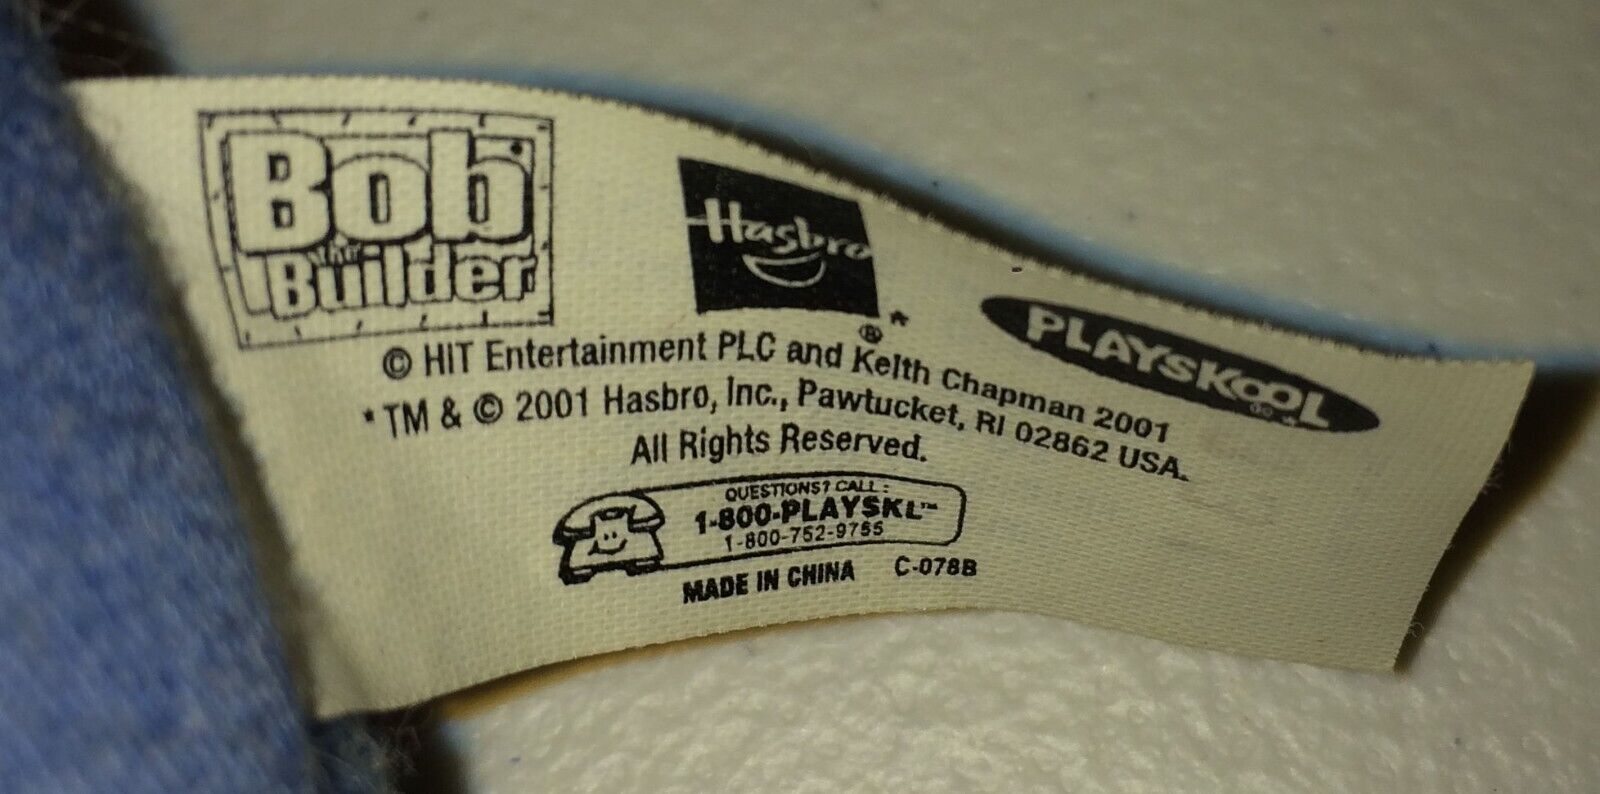 Bob
the
Builder
Hasbro
®*
PLAYSKOOL
© HIT Entertainment PLC and Keith Chapman 2001
*TM & © 2001 Hasbro, Inc., Pawtucket, RI 02862 USA.
All Rights Reserved.
QUESTIONS? CALL:
1-800-PLAYSKL™
1-800-752-9755
MADE IN CHINA C-078B